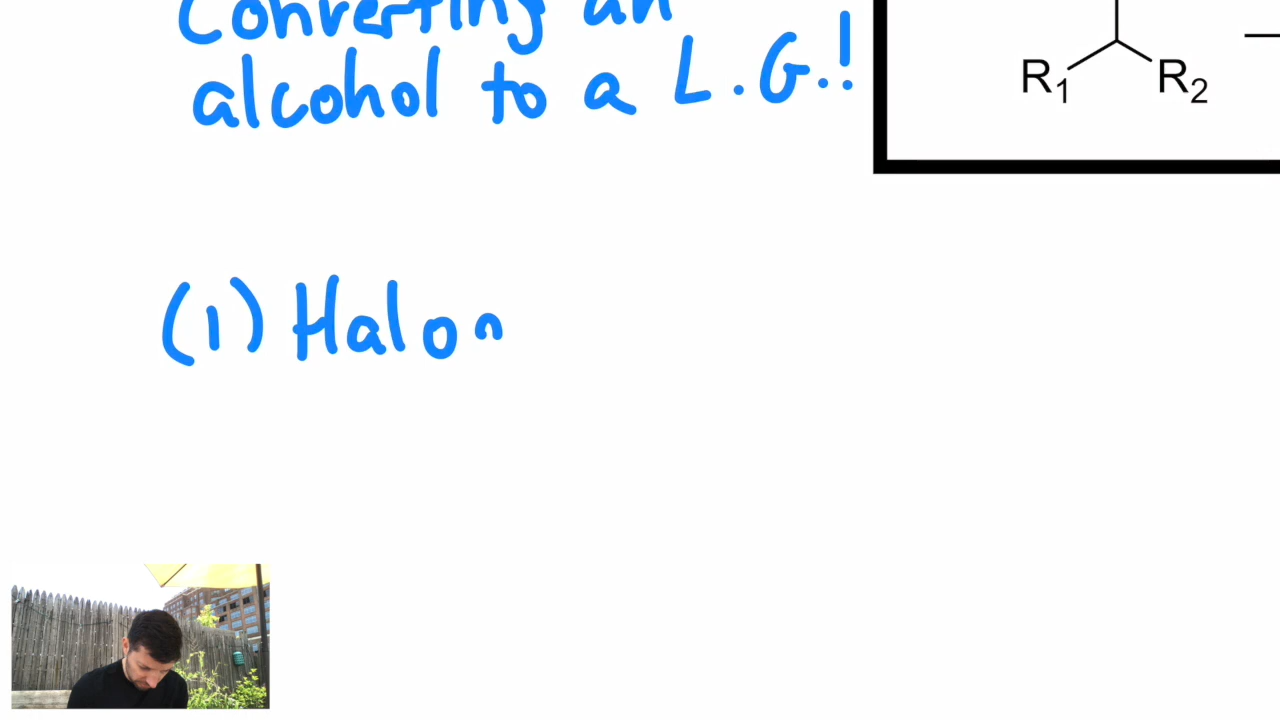 Converting an
alcohol to a L.G.!
R1 R2
(1) Halo